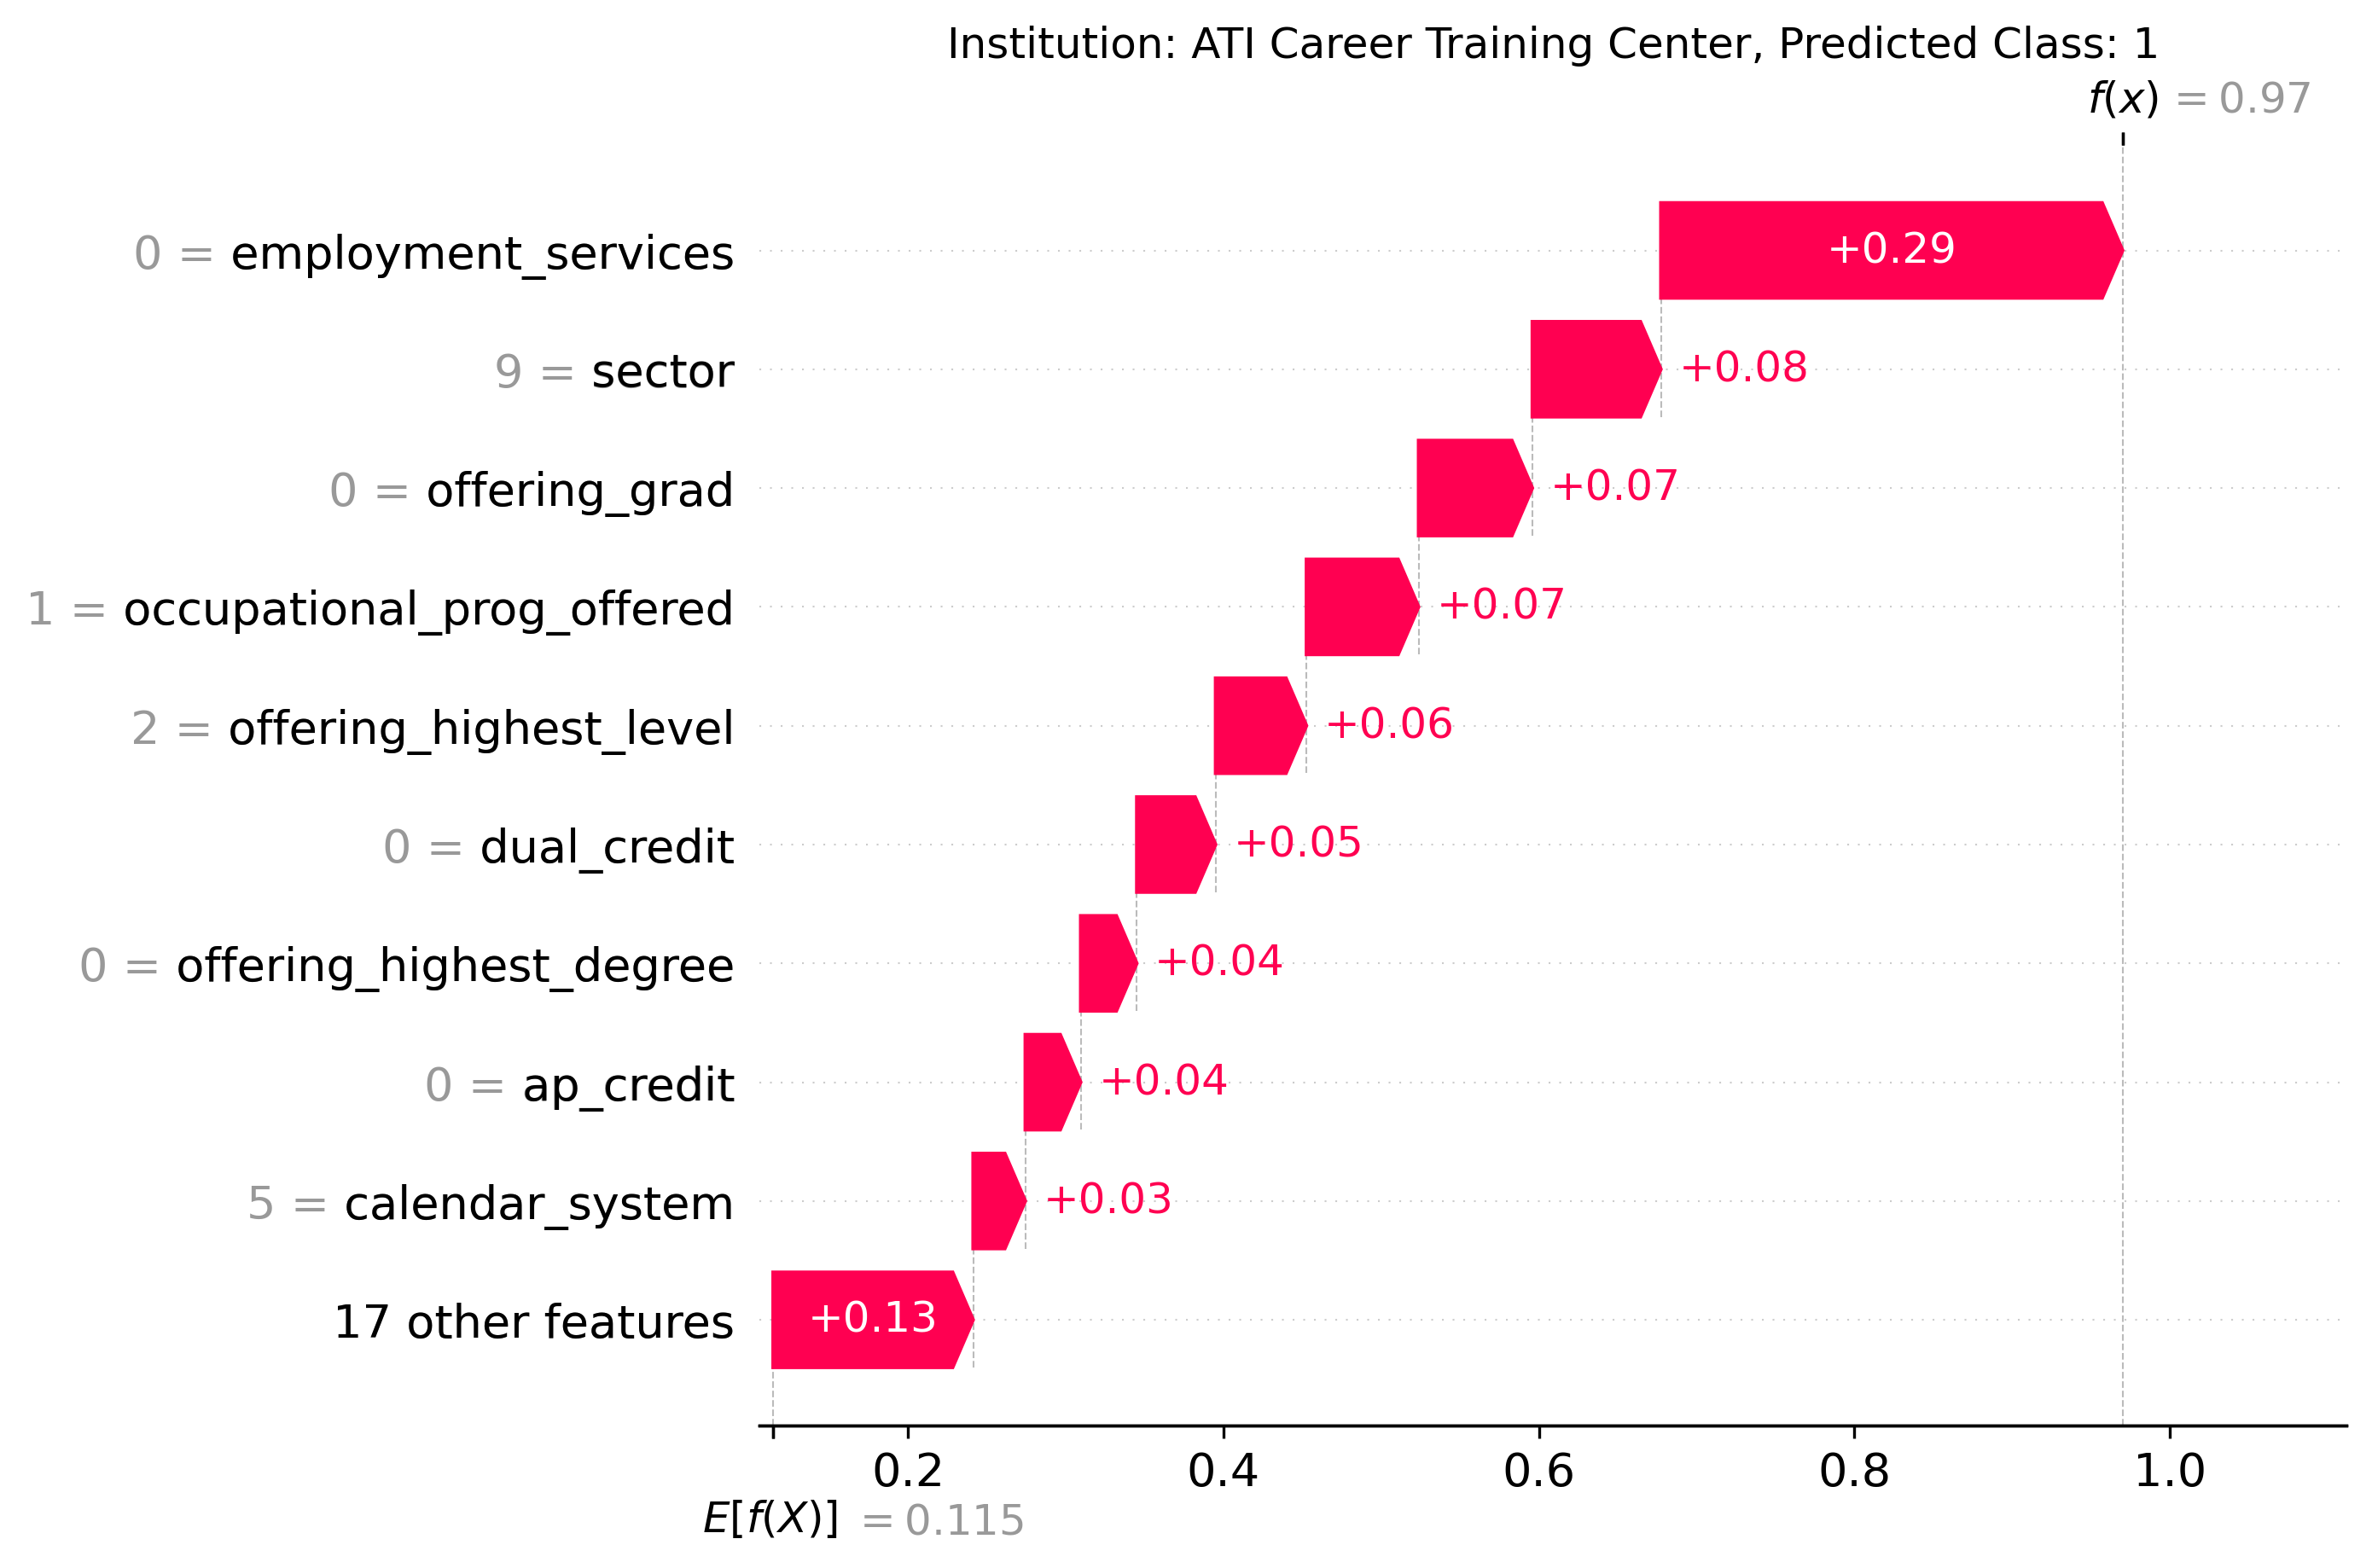 Institution: ATI Career Training Center, Predicted Class: 1
f(x) = 0.97
0 = employment_services +0.29
9 = sector +0.08
0 = offering_grad +0.07
1 = occupational_prog_offered +0.07
2 = offering_highest_level +0.06
0 = dual_credit +0.05
0 = offering_highest_degree +0.04
0 = ap_credit +0.04
5 = calendar_system +0.03
17 other features +0.13
0.2 0.4 0.6 0.8 1.0
E[f(X)] = 0.115